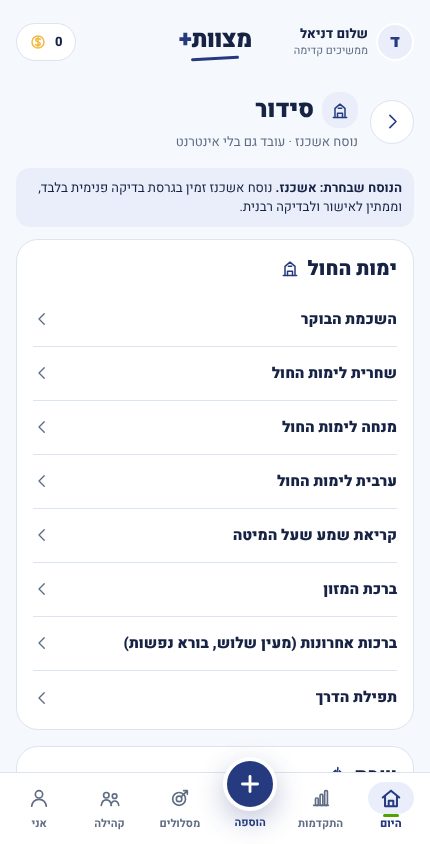 ד
שלום דניאל
ממשיכים קדימה
מצוות+
0
סידור
נוסח אשכנז · עובד גם בלי אינטרנט
הנוסח שבחרת: אשכנז. נוסח אשכנז זמין בגרסת בדיקה פנימית בלבד,
וממתין לאישור ולבדיקה רבנית.
ימות החול
השכמת הבוקר
שחרית לימות החול
מנחה לימות החול
ערבית לימות החול
קריאת שמע שעל המיטה
ברכת המזון
ברכות אחרונות (מעין שלוש, בורא נפשות)
תפילת הדרך
היום
התקדמות
הוספה
מסלולים
קהילה
אני